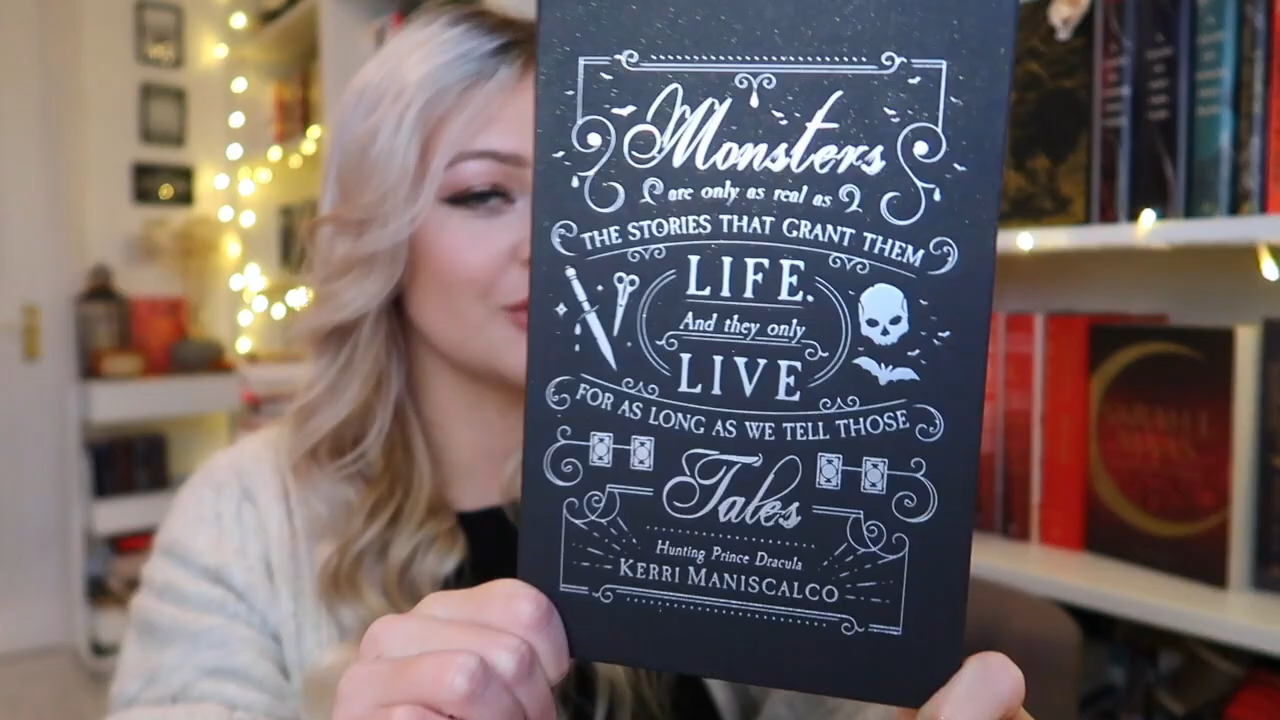 Monsters
are only as real as
THE STORIES THAT GRANT THEM
LIFE.
And they only
LIVE
FOR AS LONG AS WE TELL THOSE
Tales
Hunting Prince Dracula
KERRI MANISCALCO